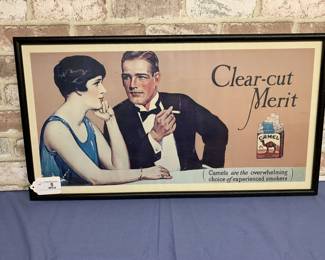 Clear-cut
Merit
CAMEL
Camels are the overwhelming
choice of experienced smokers